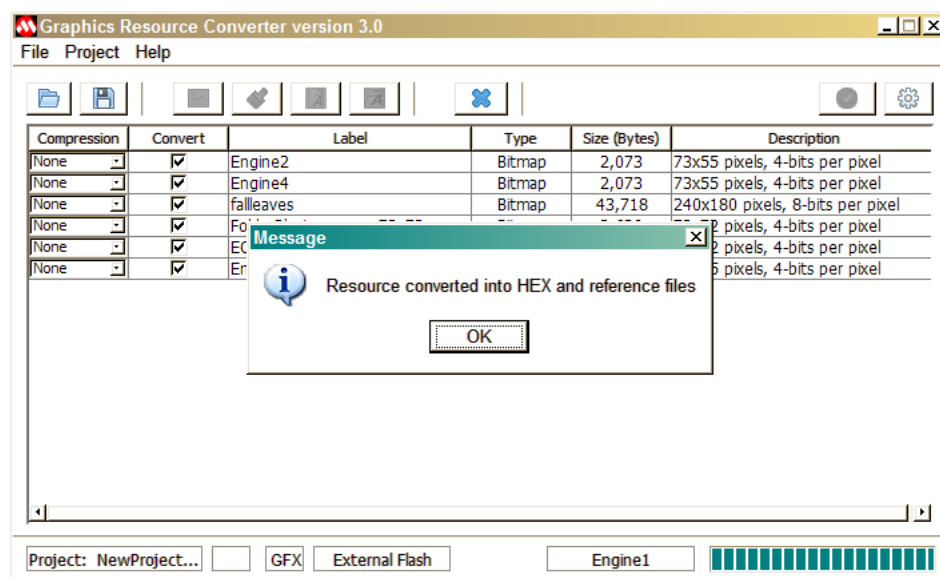 Graphics Resource Converter version 3.0
File Project Help
Compression Convert Label Type Size (Bytes) Description
None Engine2 Bitmap 2,073 73x55 pixels, 4-bits per pixel
None Engine4 Bitmap 2,073 73x55 pixels, 4-bits per pixel
None fallleaves Bitmap 43,718 240x180 pixels, 8-bits per pixel
None pixels, 4-bits per pixel
None pixels, 4-bits per pixel
None pixels, 4-bits per pixel
Message
Resource converted into HEX and reference files
OK
Project: NewProject... GFX External Flash Engine1